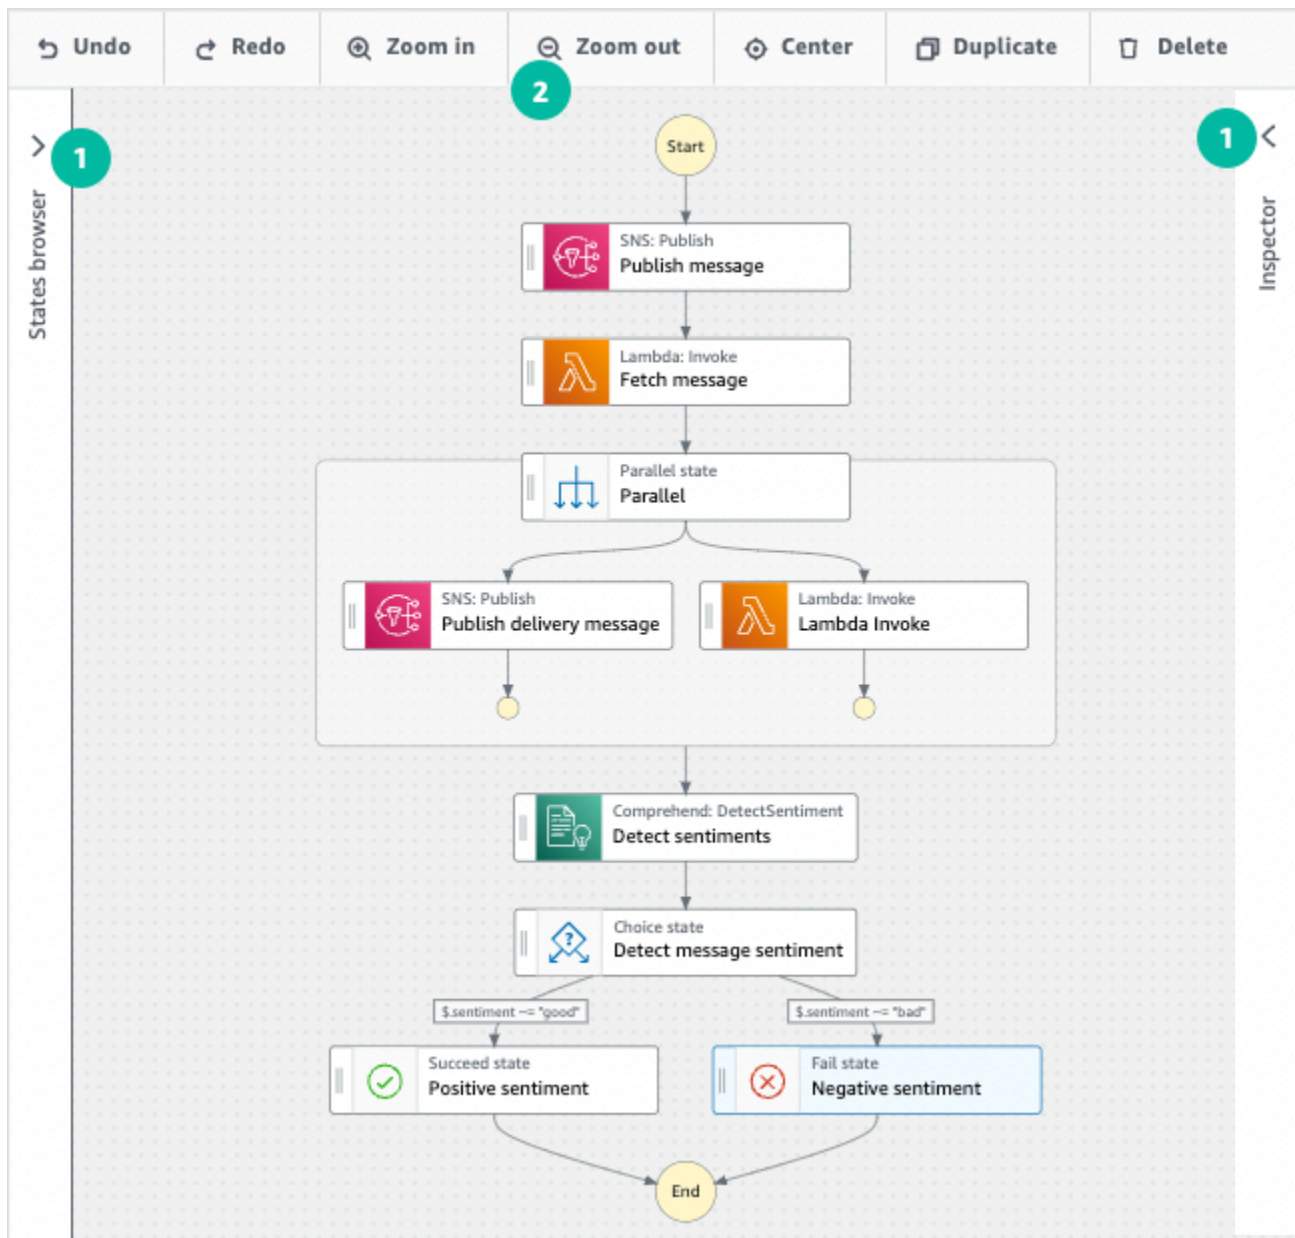 Undo
Redo
Zoom in
Zoom out
Center
Duplicate
Delete
2
1
1
States browser
Inspector
Start
SNS: Publish
Publish message
Lambda: Invoke
Fetch message
Parallel state
Parallel
SNS: Publish
Publish delivery message
Lambda: Invoke
Lambda Invoke
Comprehend: DetectSentiment
Detect sentiments
Choice state
?
Detect message sentiment
$.sentiment ~= "good"
$.sentiment ~= "bad"
Succeed state
Positive sentiment
Fail state
Negative sentiment
End